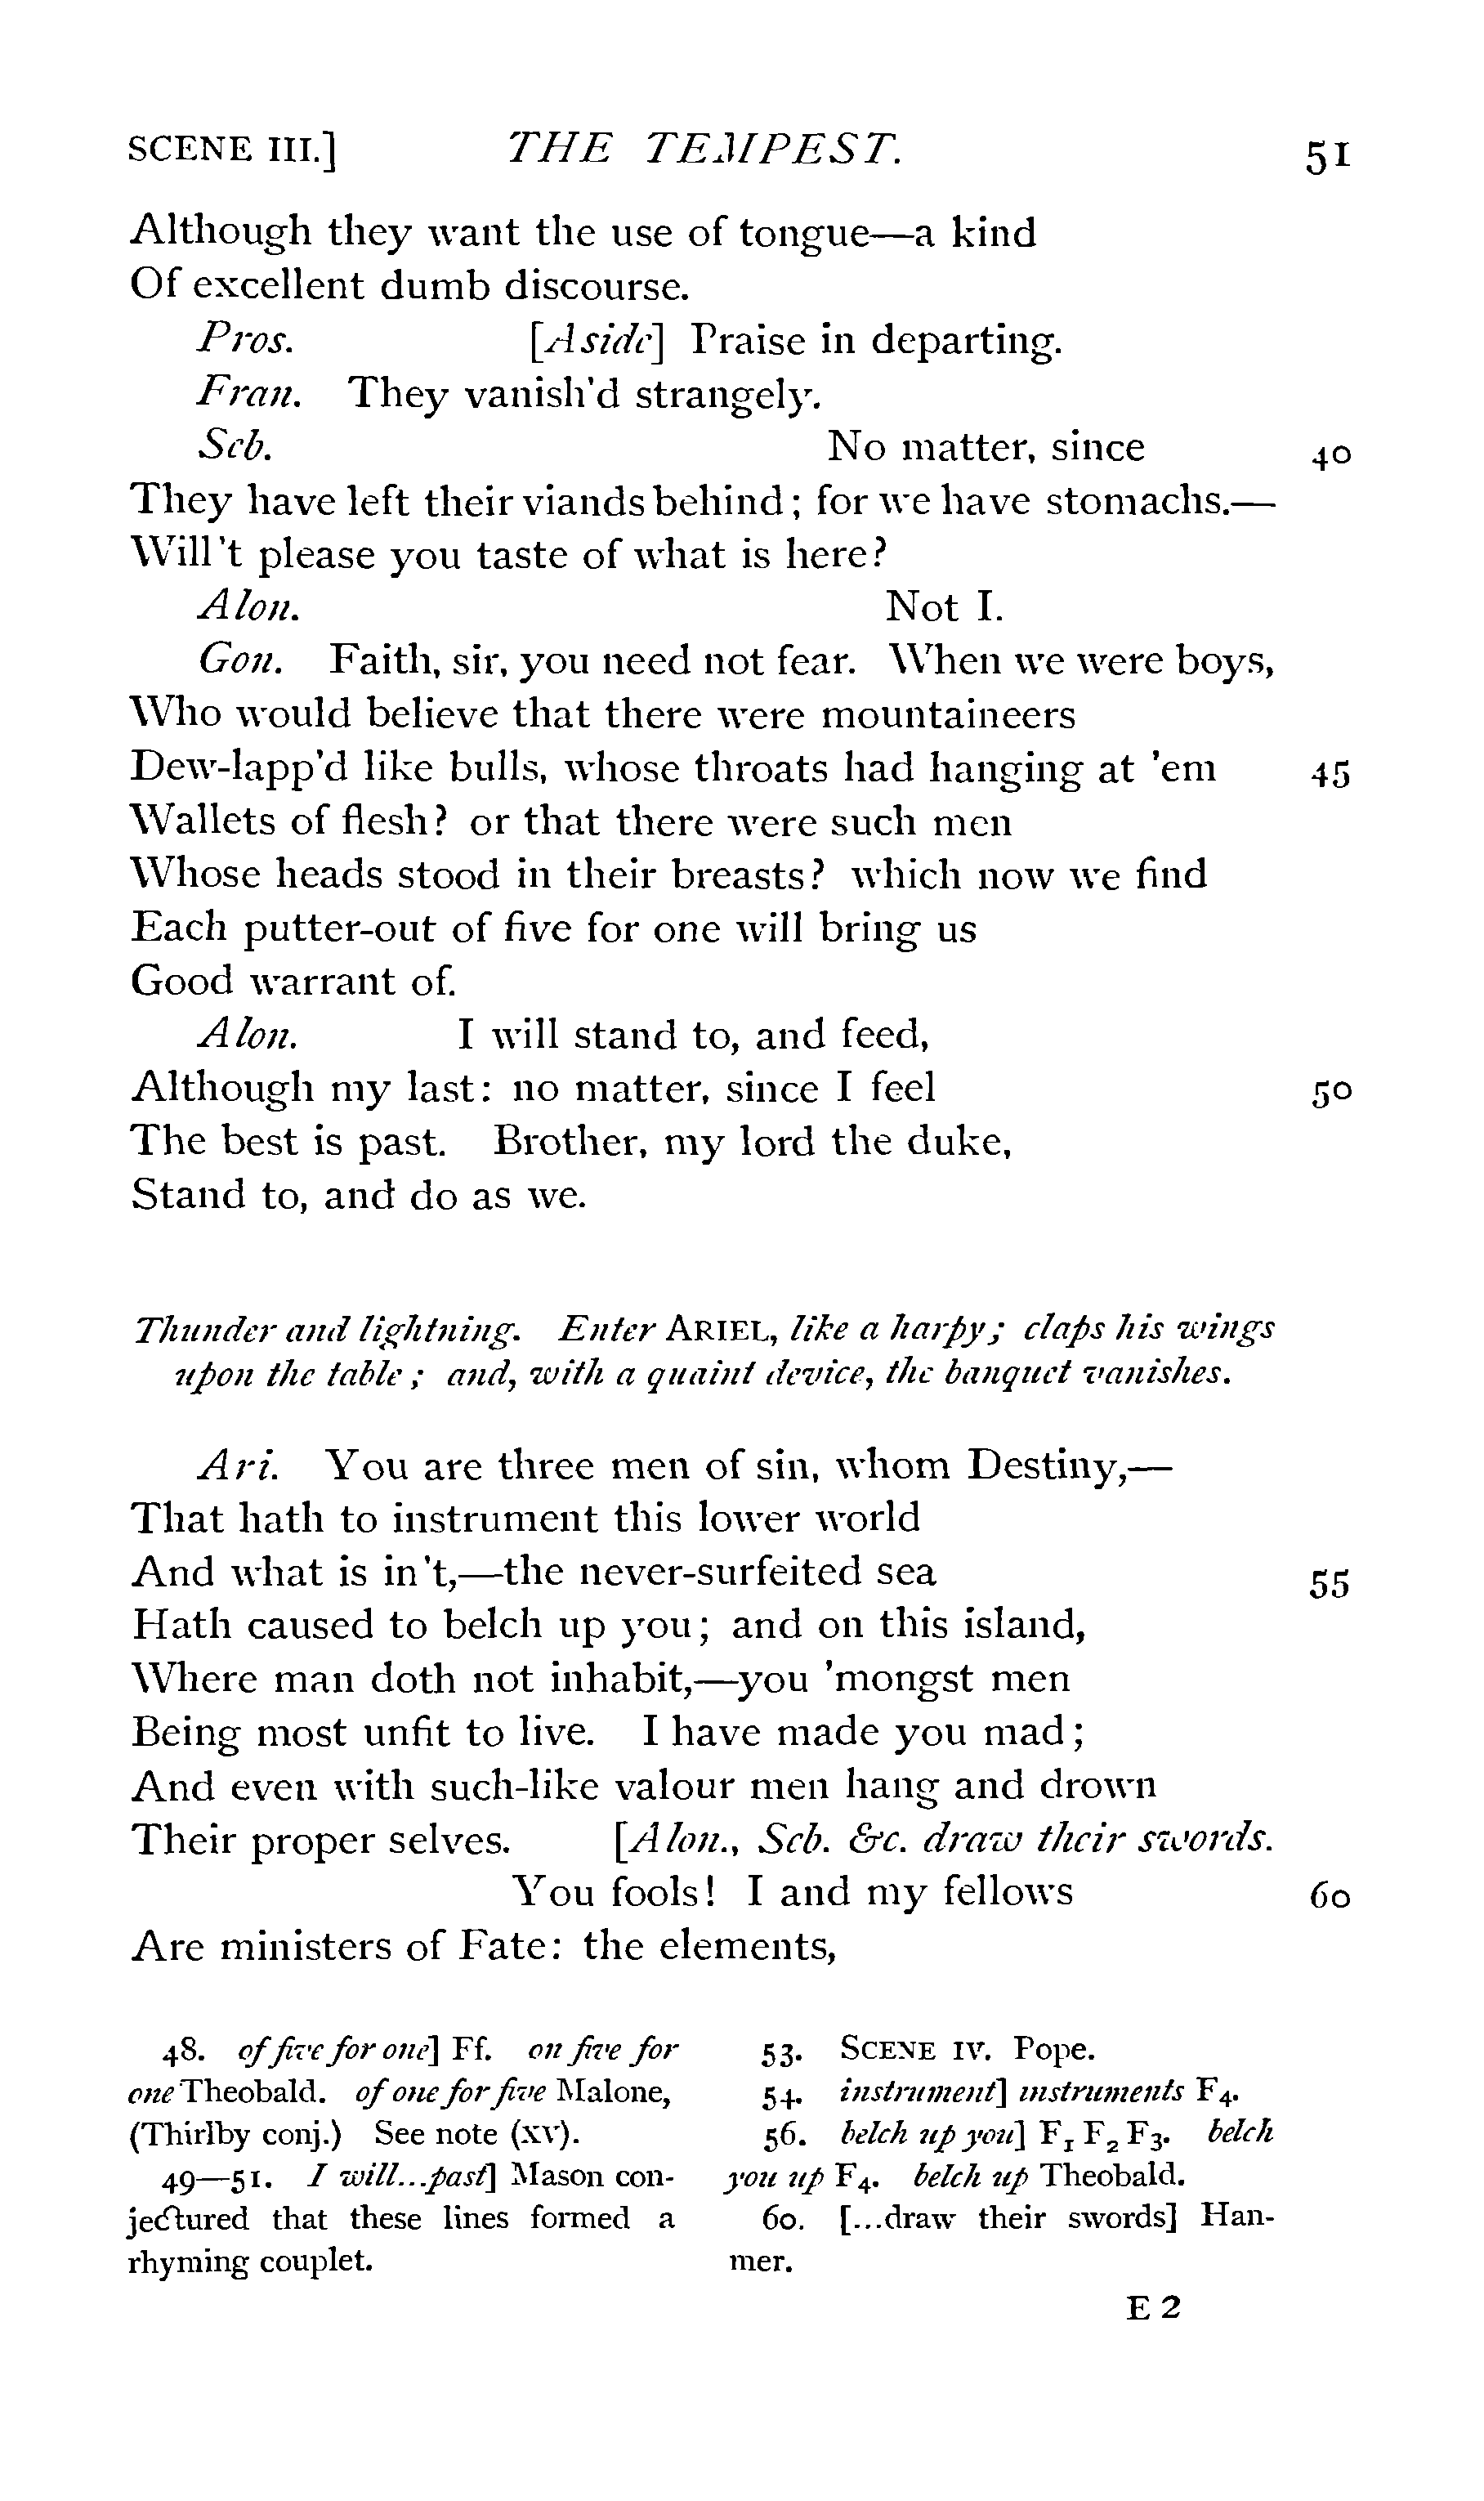 SCENE III.] THE TEMPEST. 51
Although they want the use of tongue—a kind
Of excellent dumb discourse.
Pros. [Aside] Praise in departing.
Fran. They vanish'd strangely.
Seb. No matter, since 40
They have left their viands behind; for we have stomachs.—
Will't please you taste of what is here?
Alon. Not I.
Gon. Faith, sir, you need not fear. When we were boys,
Who would believe that there were mountaineers
Dew-lapp'd like bulls, whose throats had hanging at 'em 45
Wallets of flesh? or that there were such men
Whose heads stood in their breasts? which now we find
Each putter-out of five for one will bring us
Good warrant of.
Alon. I will stand to, and feed,
Although my last: no matter, since I feel 50
The best is past. Brother, my lord the duke,
Stand to, and do as we.
Thunder and lightning. Enter ARIEL, like a harpy; claps his wings
upon the table; and, with a quaint device, the banquet vanishes.
Ari. You are three men of sin, whom Destiny,—
That hath to instrument this lower world
And what is in't,—the never-surfeited sea 55
Hath caused to belch up you; and on this island,
Where man doth not inhabit,—you 'mongst men
Being most unfit to live. I have made you mad;
And even with such-like valour men hang and drown
Their proper selves. [Alon., Seb. &c. draw their swords.
You fools! I and my fellows 60
Are ministers of Fate: the elements,
48. of five for one] Ff. on five for
one Theobald. of one for five Malone,
(Thirlby conj.) See note (XV).
49—51. I will...past] Mason con-
jectured that these lines formed a
rhyming couplet.
53. SCENE IV. Pope.
54. instrument] instruments F4.
56. belch up you] F1 F2 F3. belch
you up F4. belch up Theobald.
60. [...draw their swords] Han-
mer.
E 2